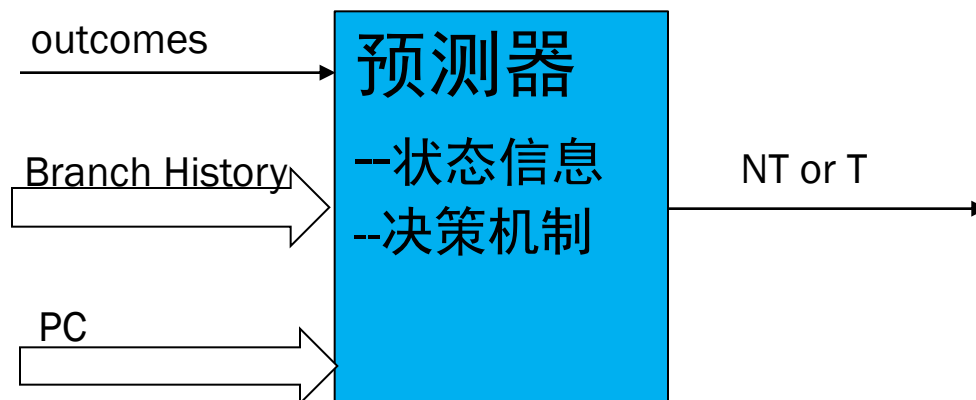 outcomes
预测器
Branch History
--状态信息
NT or T
--决策机制
PC